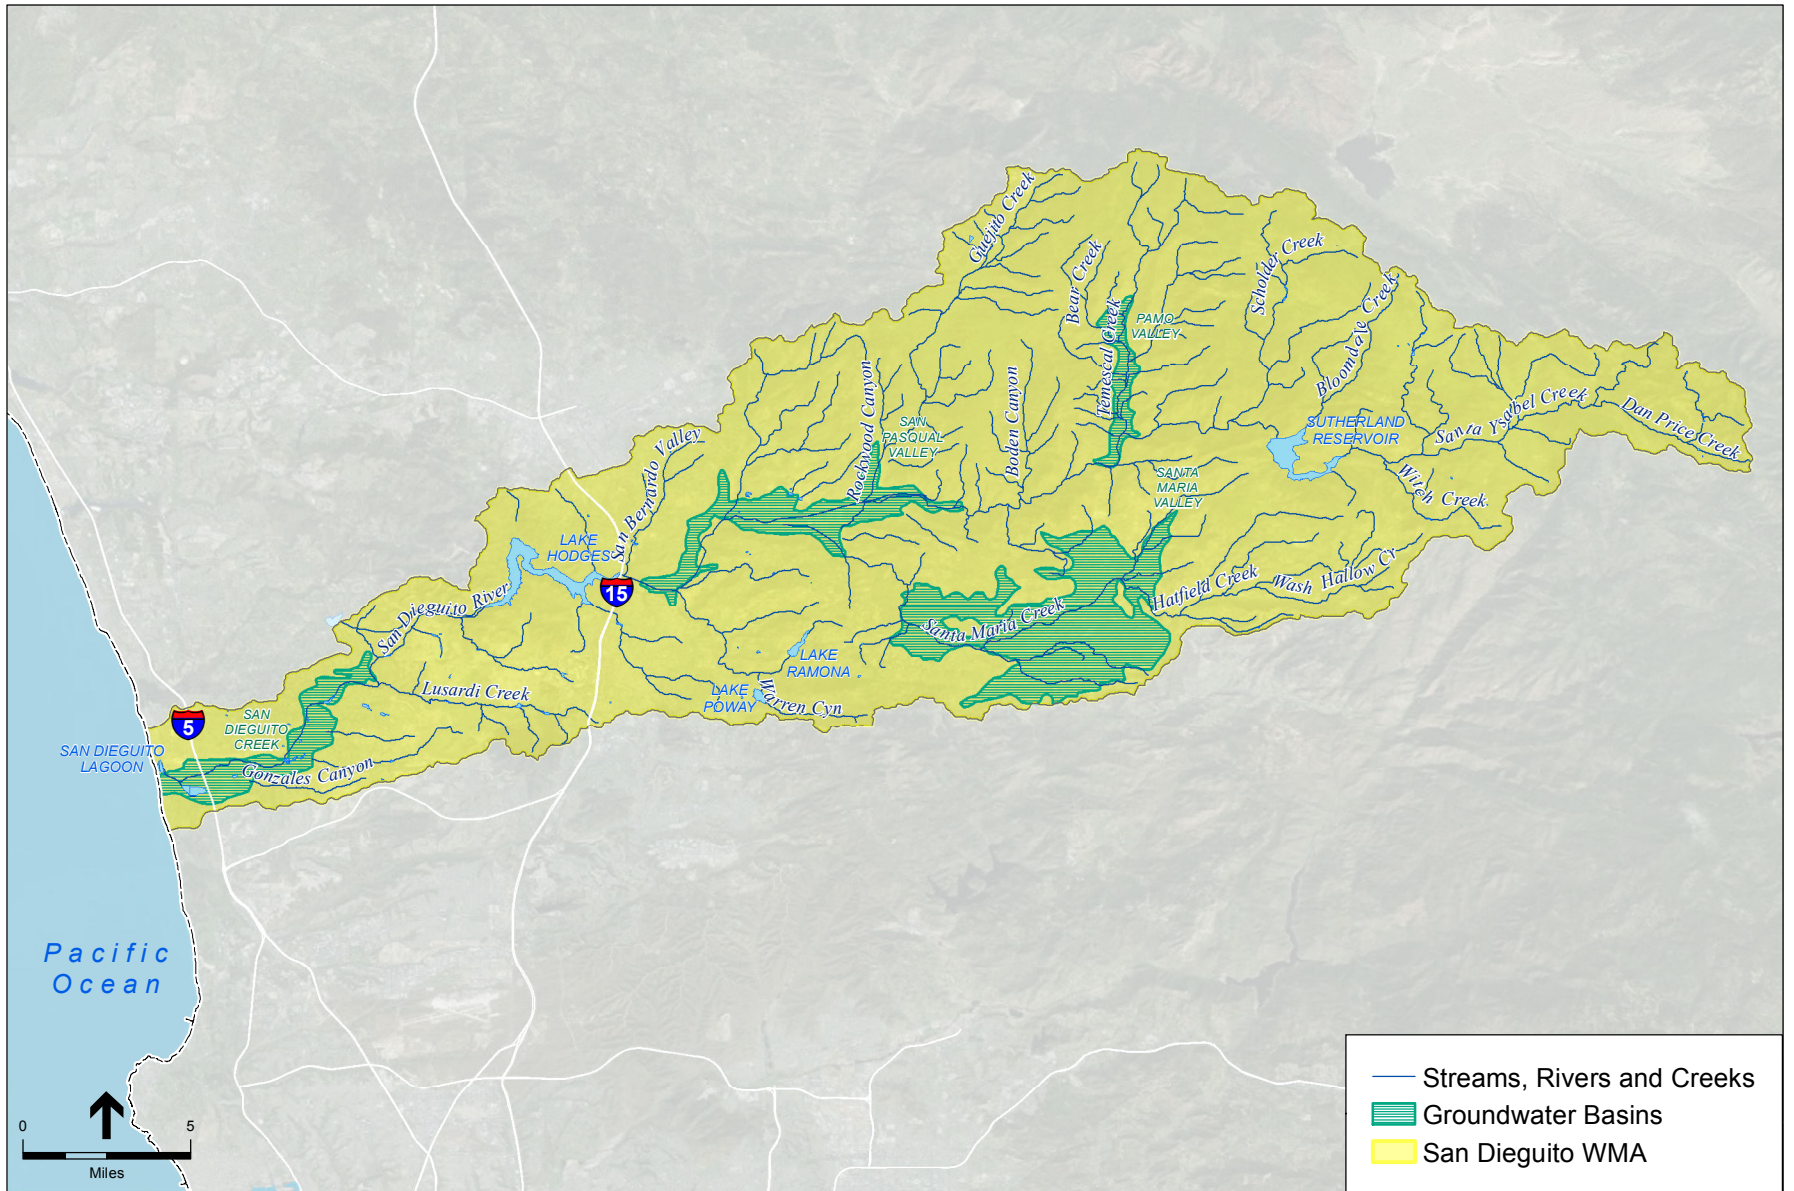 Guejito Creek
Bear Creek
Scholder Creek
Temescal Creek
PAMO
VALLEY
Bloomdale Creek
Rockwood Canyon
Boden Canyon
SAN
PASQUAL
VALLEY
SUTHERLAND
RESERVOIR
Santa Ysabel Creek
Dan Price Creek
San Bernardo Valley
SANTA
MARIA
VALLEY
Witch Creek
LAKE
HODGES
15
San Dieguito River
Hatfield Creek
Wash Hallow Cr
Santa Maria Creek
LAKE
RAMONA
Lusardi Creek
LAKE
POWAY
Warren Cyn
5
SAN
DIEGUITO
CREEK
SAN DIEGUITO
LAGOON
Gonzales Canyon
Pacific
Ocean
0 5
Miles
Streams, Rivers and Creeks
Groundwater Basins
San Dieguito WMA